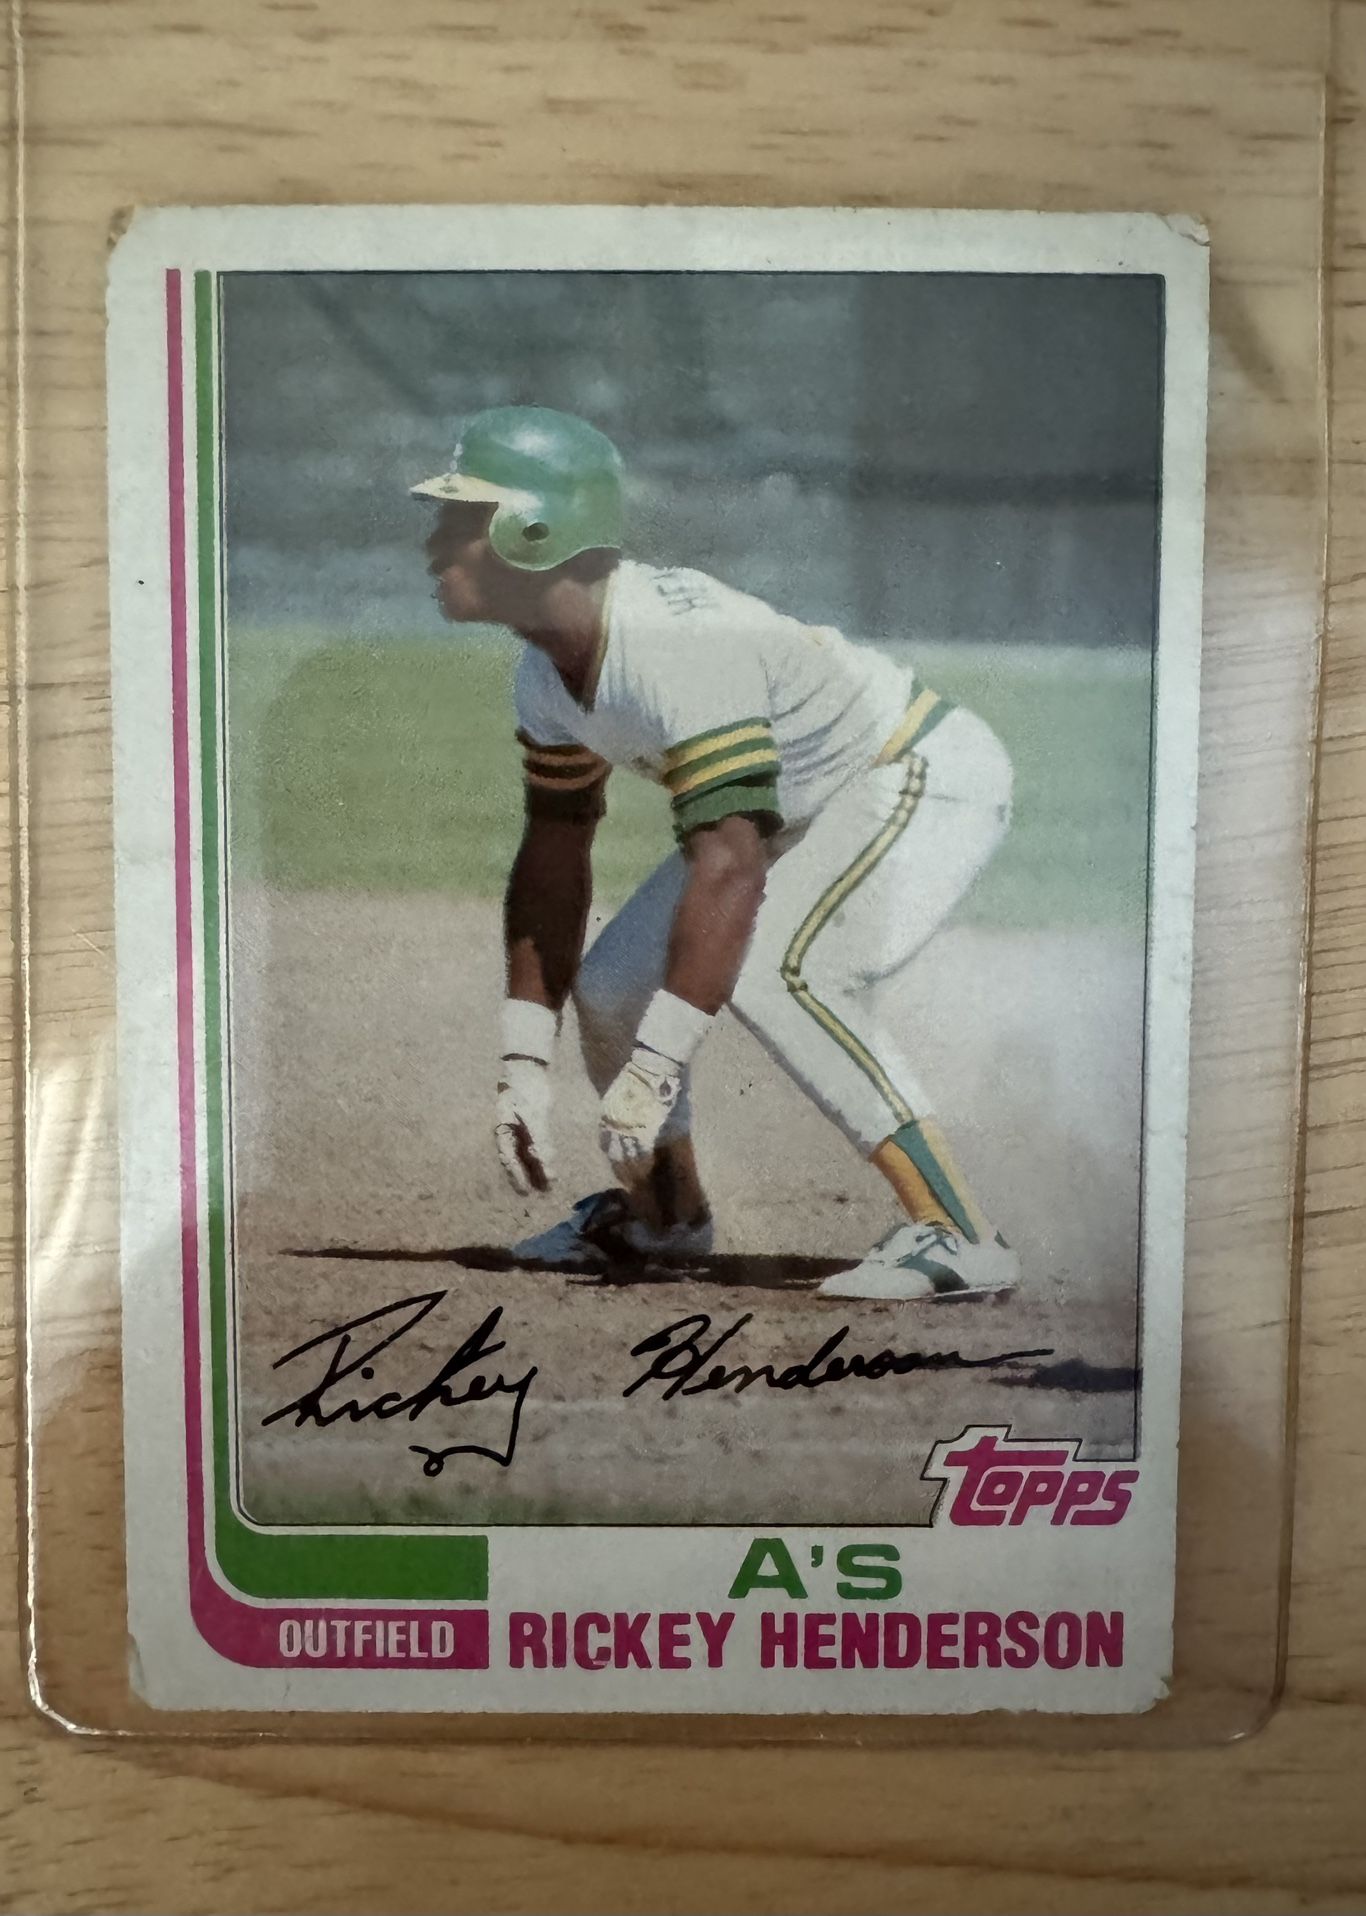 Rickey Henderson
topps
A's
OUTFIELD RICKEY HENDERSON